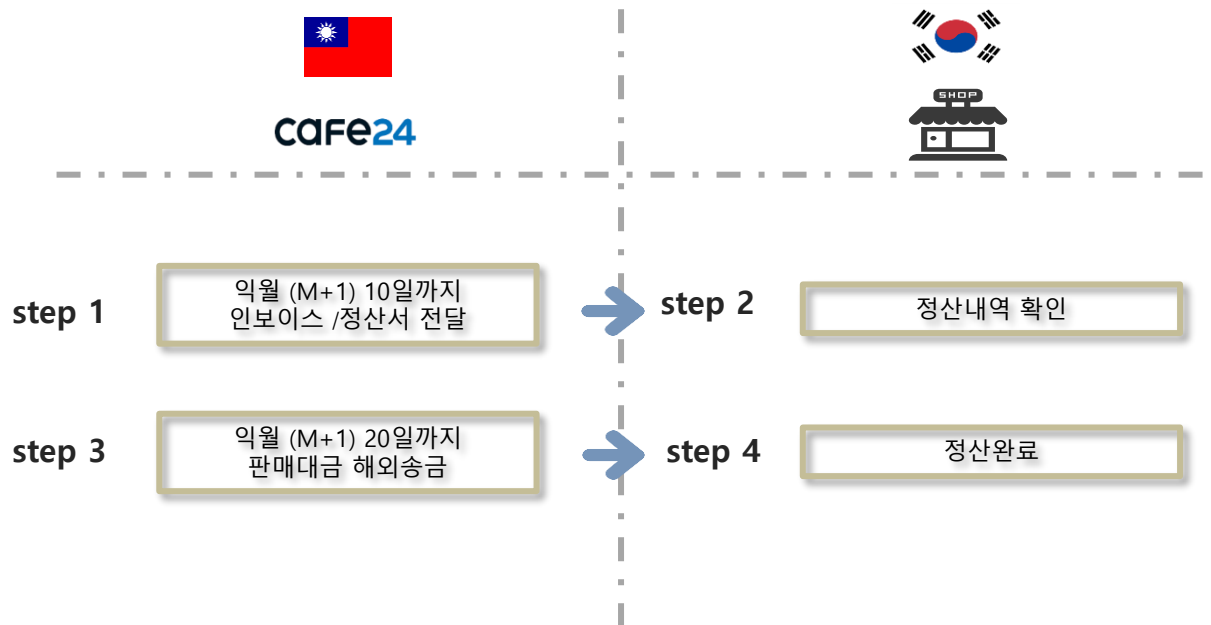 cafe24
SHOP
step 1
익월 (M+1) 10일까지
인보이스 /정산서 전달
step 2
정산내역 확인
step 3
익월 (M+1) 20일까지
판매대금 해외송금
step 4
정산완료